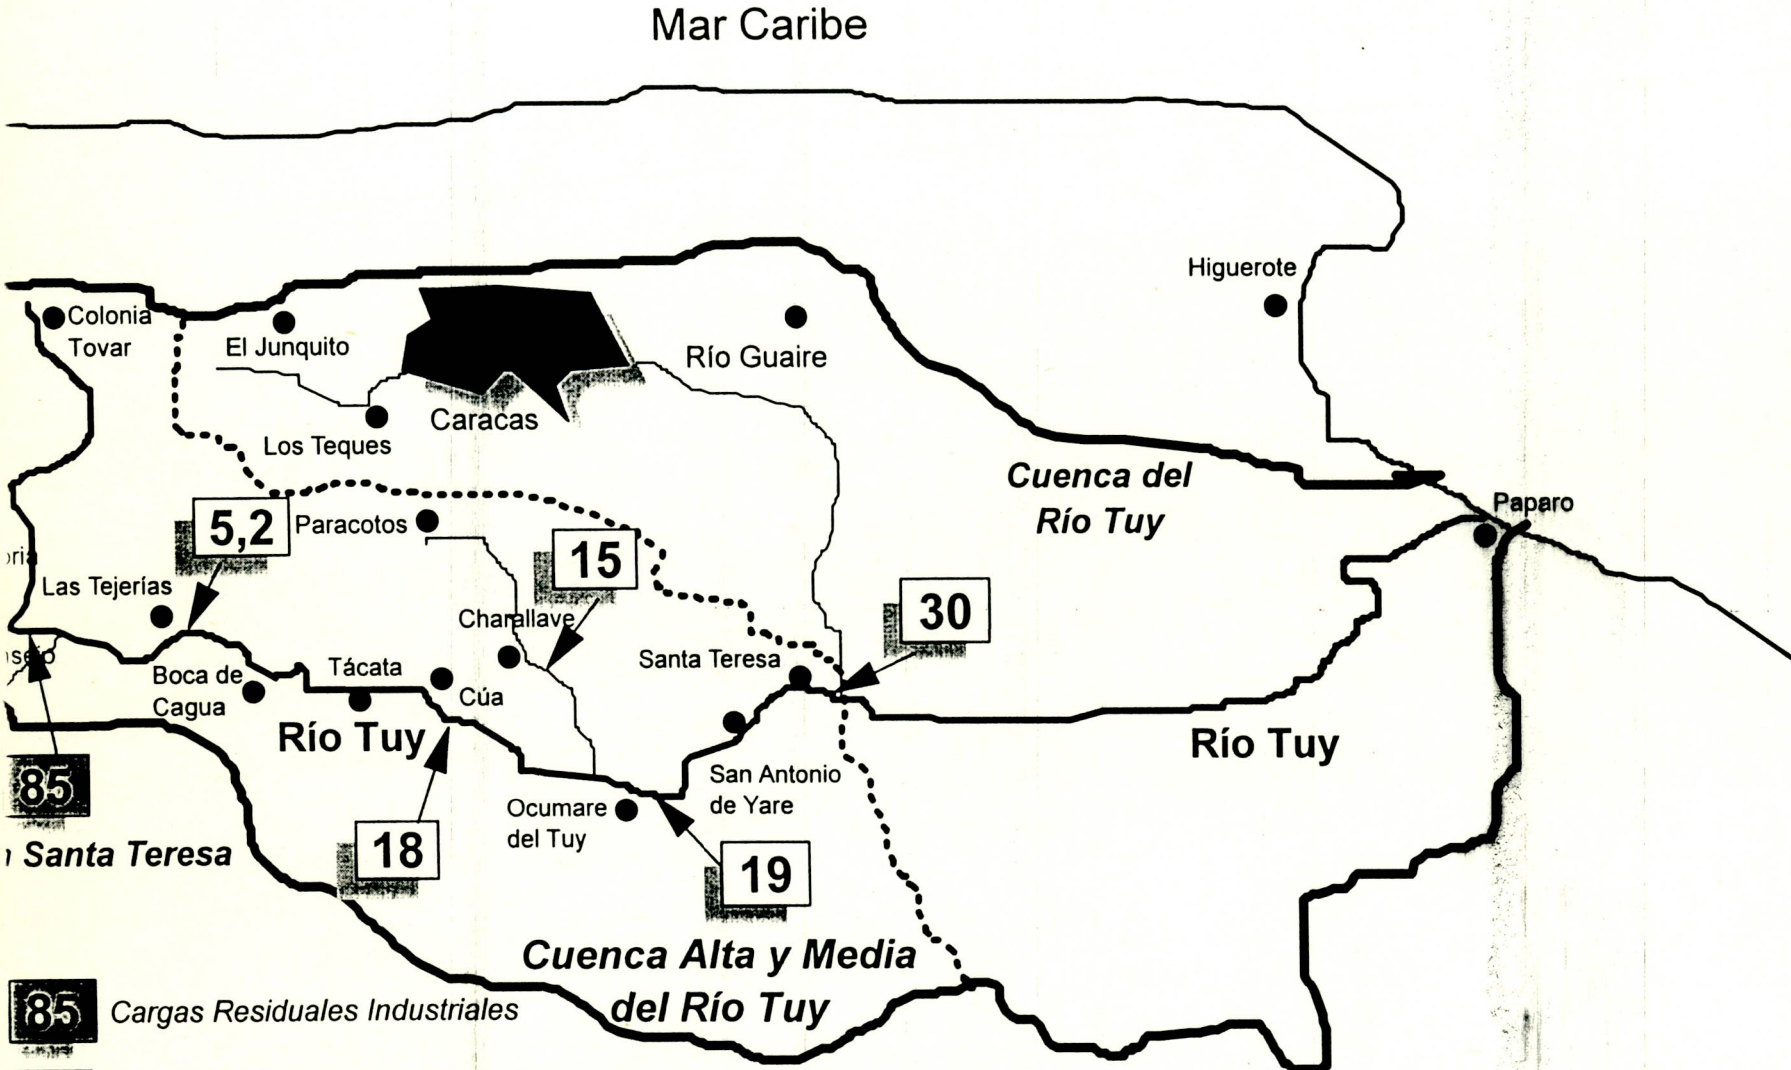 Mar Caribe
Higuerote
Colonia
Tovar
El Junquito
Río Guaire
Caracas
Los Teques
Cuenca del
Río Tuy
Paparo
5,2
Paracotos
15
Las Tejerías
Charallave
30
Santa Teresa
Boca de
Cagua
Tácata
Cúa
Río Tuy
Río Tuy
85
San Antonio
de Yare
Ocumare
del Tuy
18
19
Santa Teresa
Cuenca Alta y Media
del Río Tuy
85 Cargas Residuales Industriales